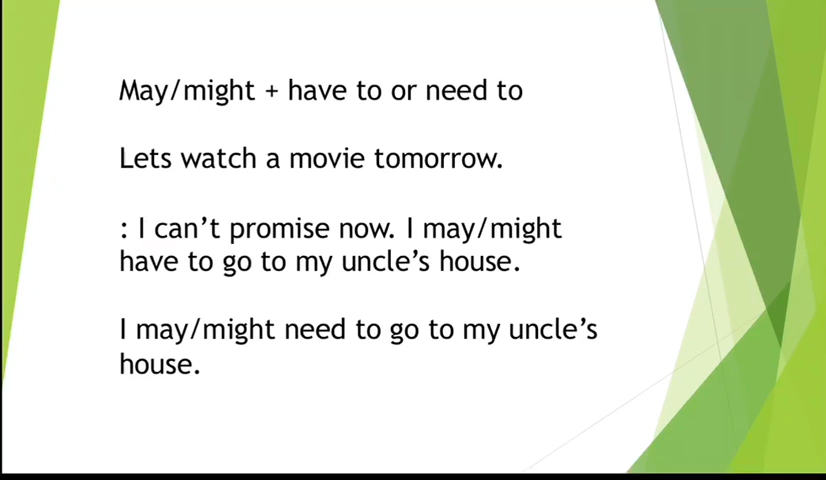 May/might + have to or need to
Lets watch a movie tomorrow.
: I can’t promise now. I may/might
have to go to my uncle’s house.
I may/might need to go to my uncle’s
house.